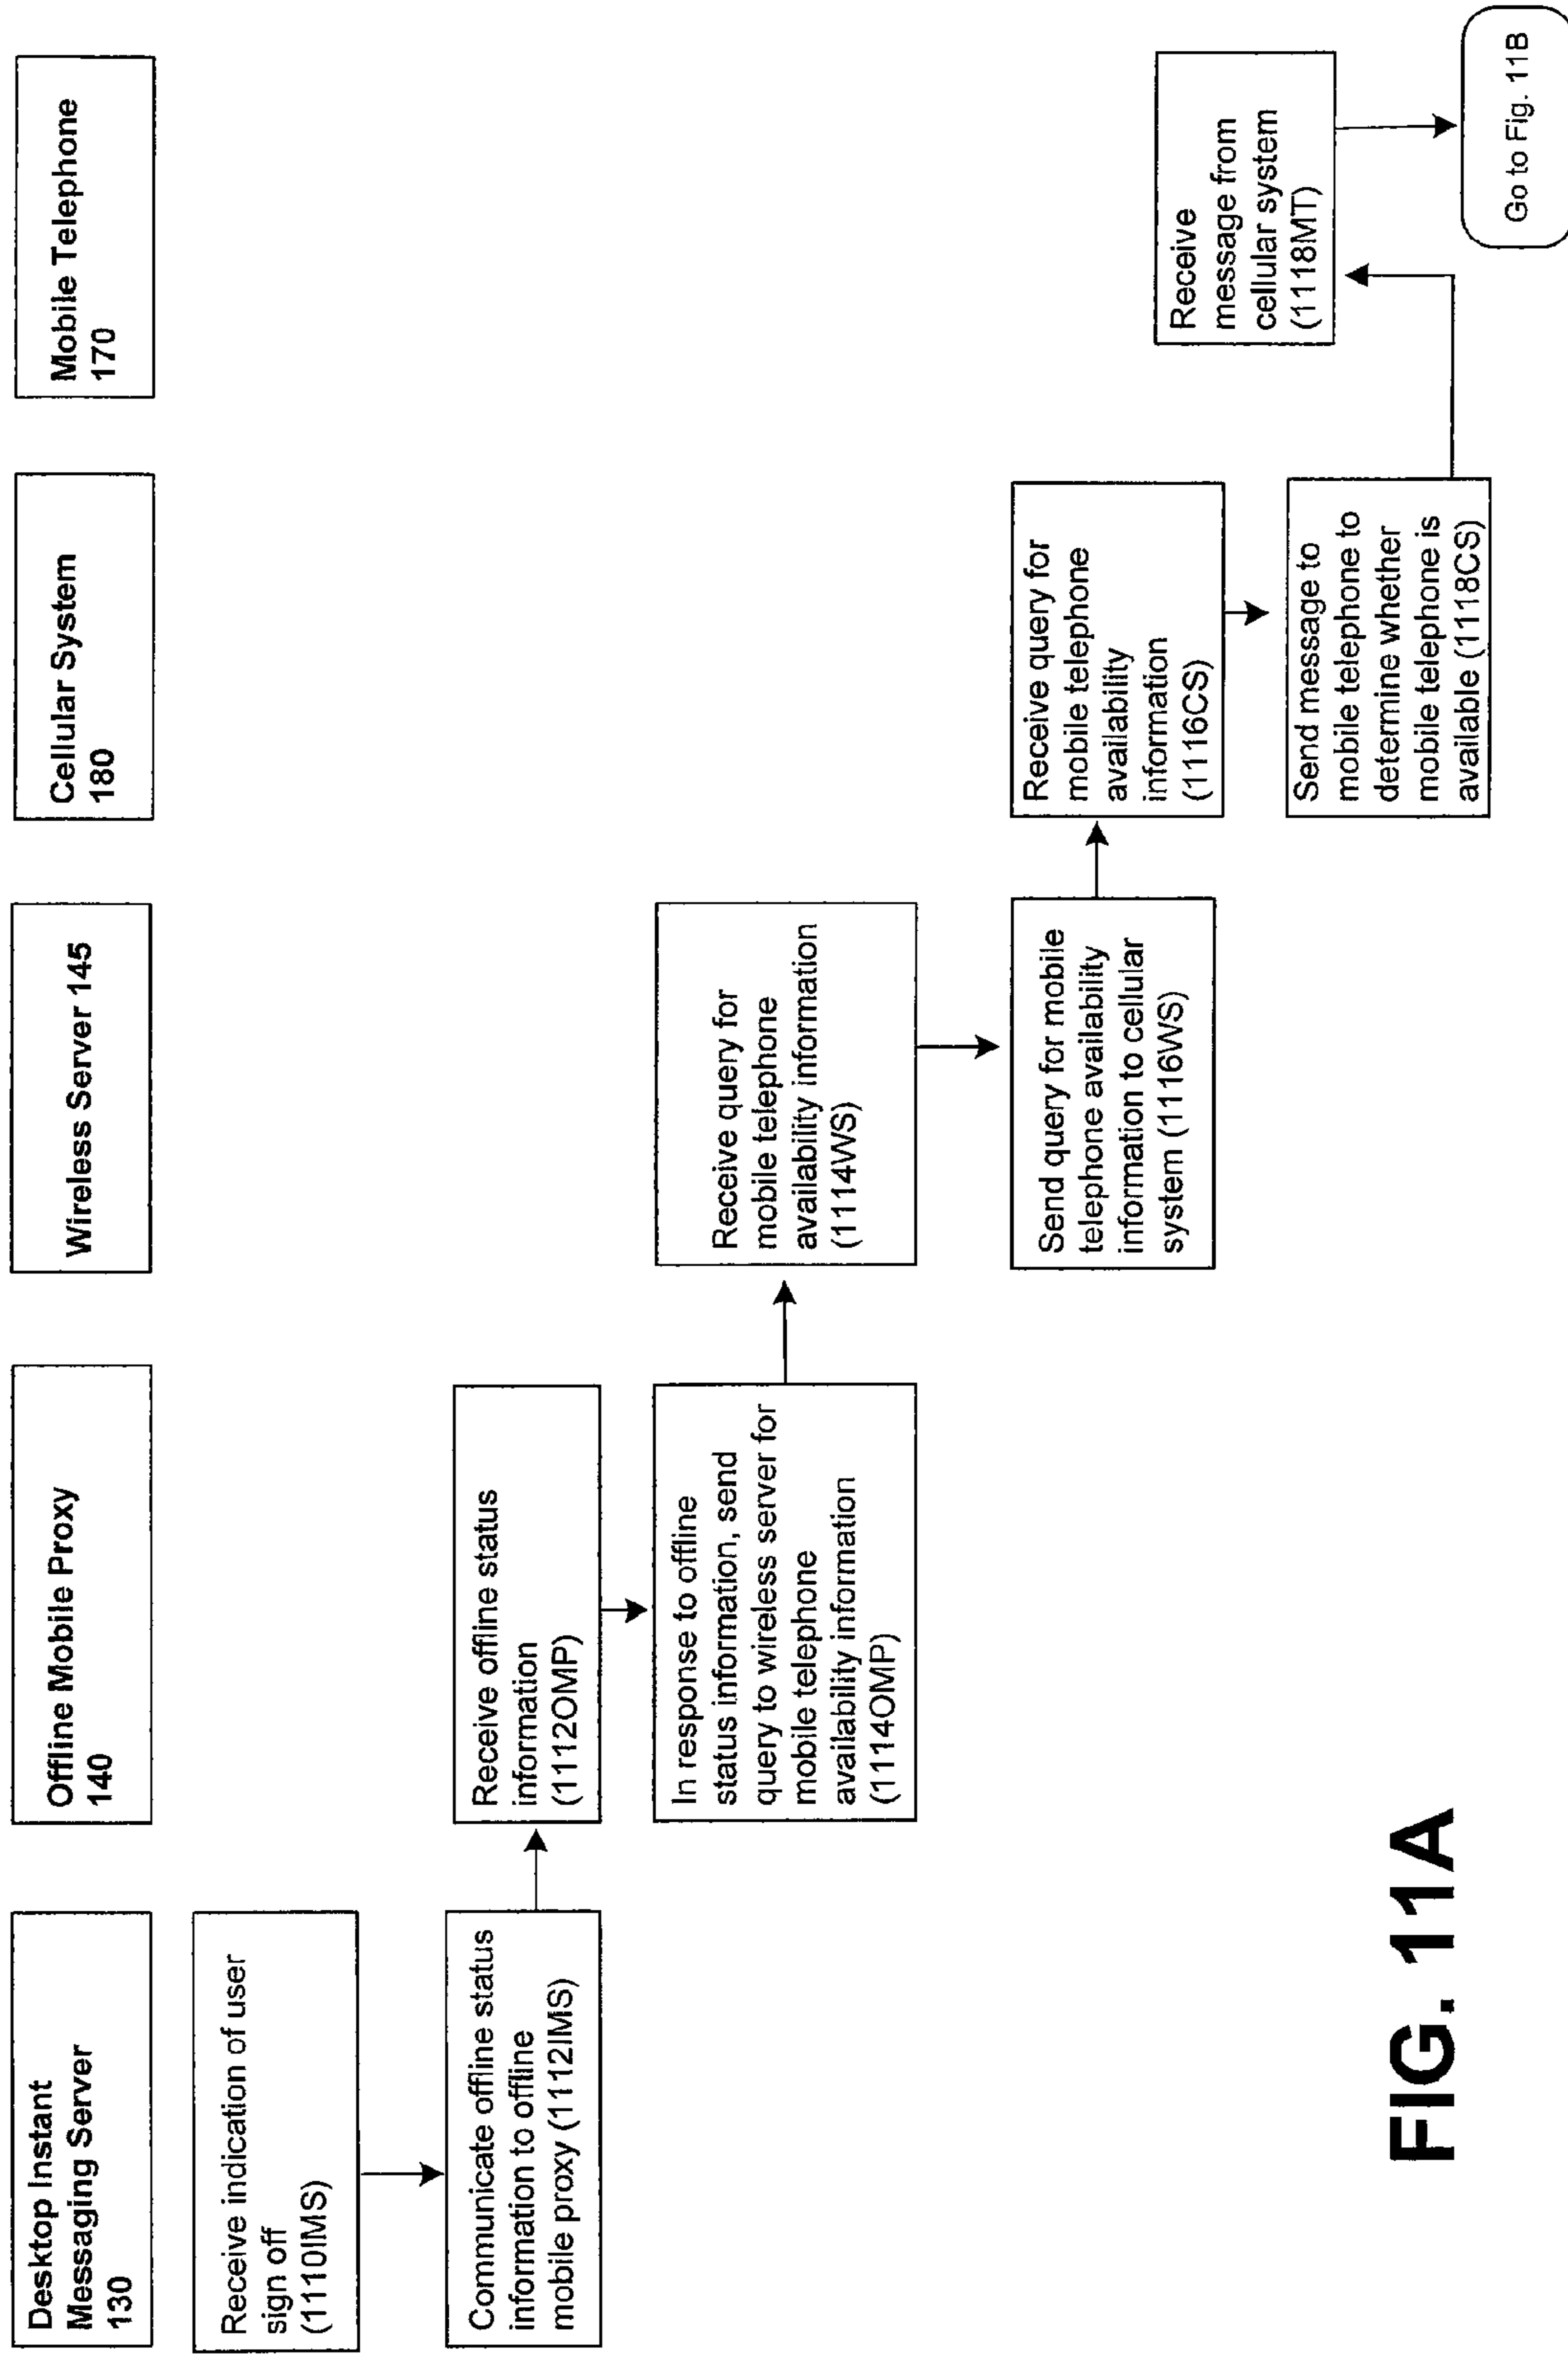 Desktop Instant
Messaging Server
130
Offline Mobile Proxy
140
Wireless Server 145
Cellular System
180
Mobile Telephone
170
Receive indication of user
sign off
(1110IMS)
Communicate offline status
information to offline
mobile proxy (1112IMS)
Receive offline status
information
(1112OMP)
In response to offline
status information, send
query to wireless server for
mobile telephone
availability information
(1114OMP)
Receive query for
mobile telephone
availability information
(1114WS)
Send query for mobile
telephone availability
information to cellular
system (1116WS)
Receive query for
mobile telephone
availability
information
(1116CS)
Send message to
mobile telephone to
determine whether
mobile telephone is
available (1118CS)
Receive
message from
cellular system
(1118MT)
Go to Fig. 11B
FIG. 11A